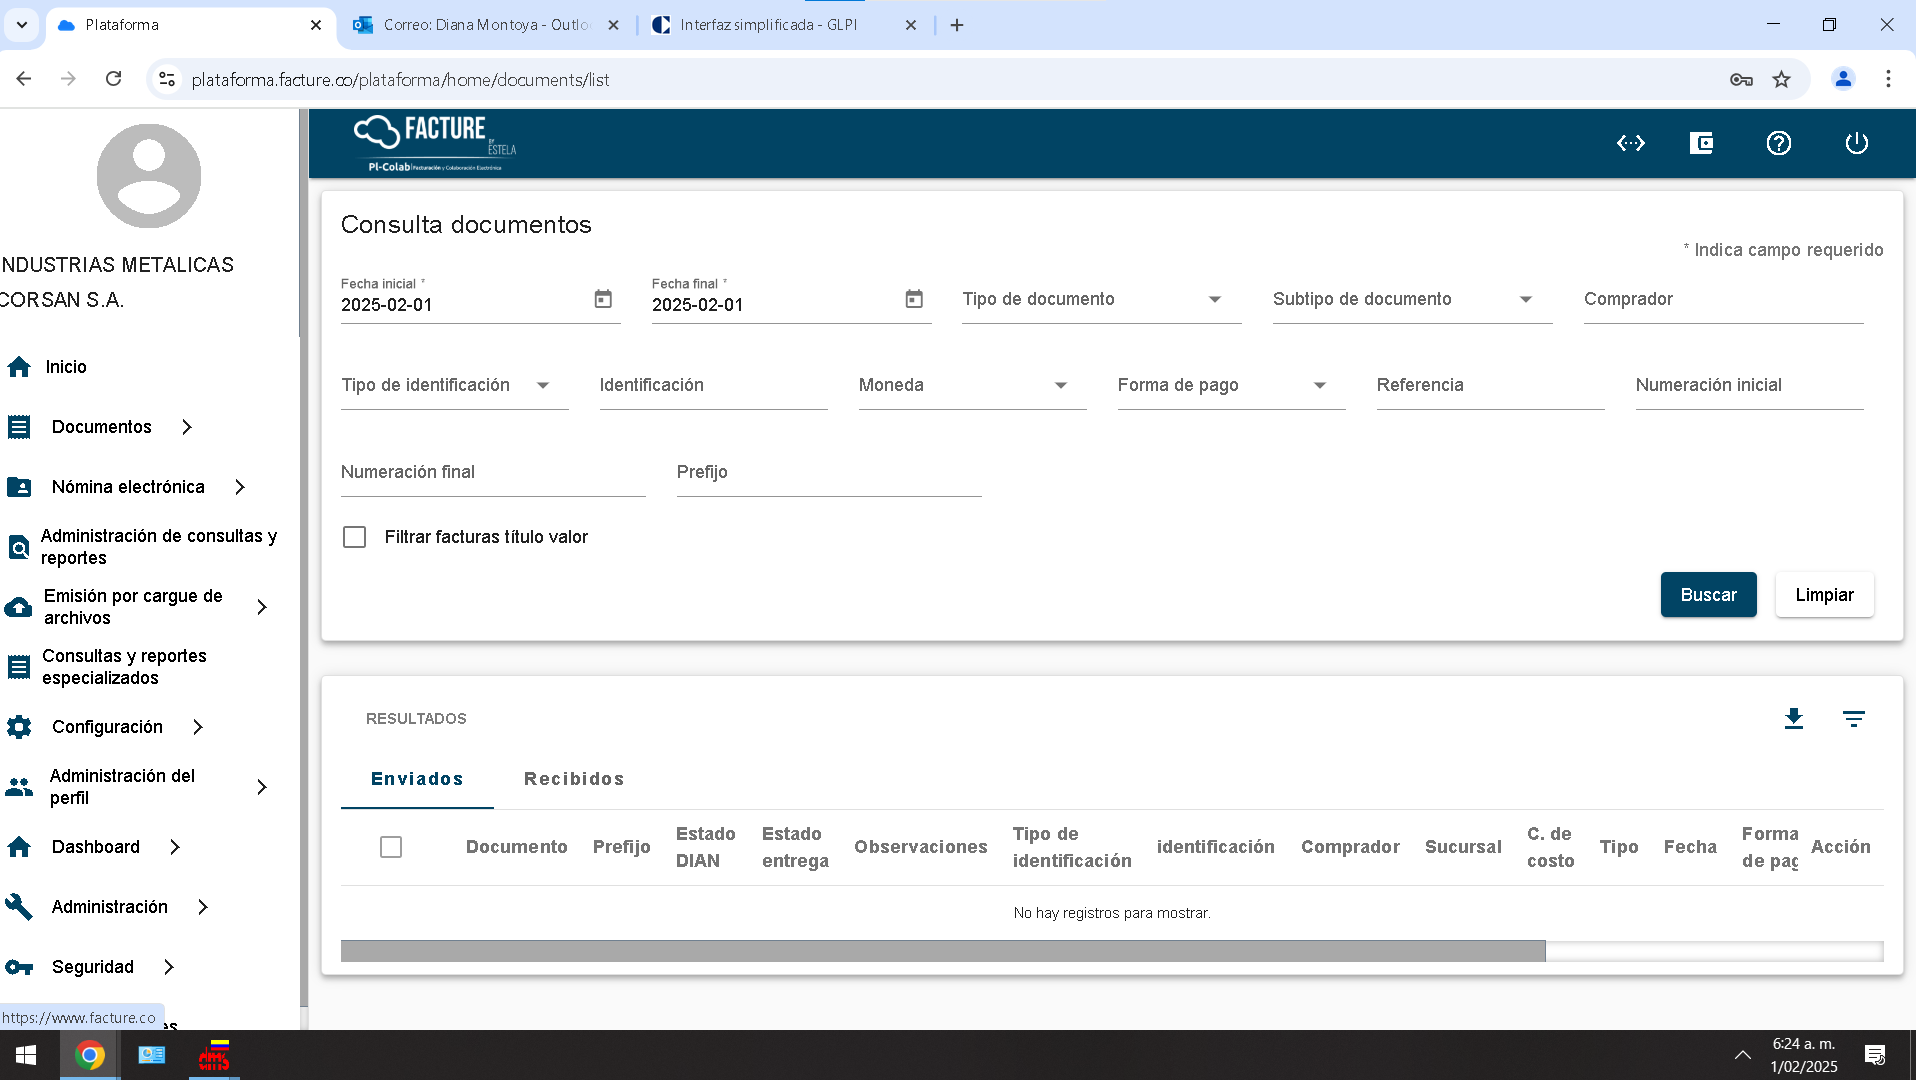 Plataforma
Correo: Diana Montoya - Outlo
Interfaz simplificada - GLPI
plataforma.facture.co/plataforma/home/documents/list
FACTURE
BY
ESTELA
PI-Colab Facturación y Colaboración Electrónica
NDUSTRIAS METALICAS
CORSAN S.A.
Inicio
Documentos
Nómina electrónica
Administración de consultas y
reportes
Emisión por cargue de
archivos
Consultas y reportes
especializados
Configuración
Administración del
perfil
Dashboard
Administración
Seguridad
es
https://www.facture.co
Consulta documentos
* Indica campo requerido
Fecha inicial *
2025-02-01
Fecha final *
2025-02-01
Tipo de documento
Subtipo de documento
Comprador
Tipo de identificación
Identificación
Moneda
Forma de pago
Referencia
Numeración inicial
Numeración final
Prefijo
Filtrar facturas título valor
Buscar
Limpiar
RESULTADOS
Enviados
Recibidos
Documento
Prefijo
Estado
DIAN
Estado
entrega
Observaciones
Tipo de
identificación
identificación
Comprador
Sucursal
C. de
costo
Tipo
Fecha
Forma
de pag
Acción
No hay registros para mostrar.
6:24 a. m.
1/02/2025